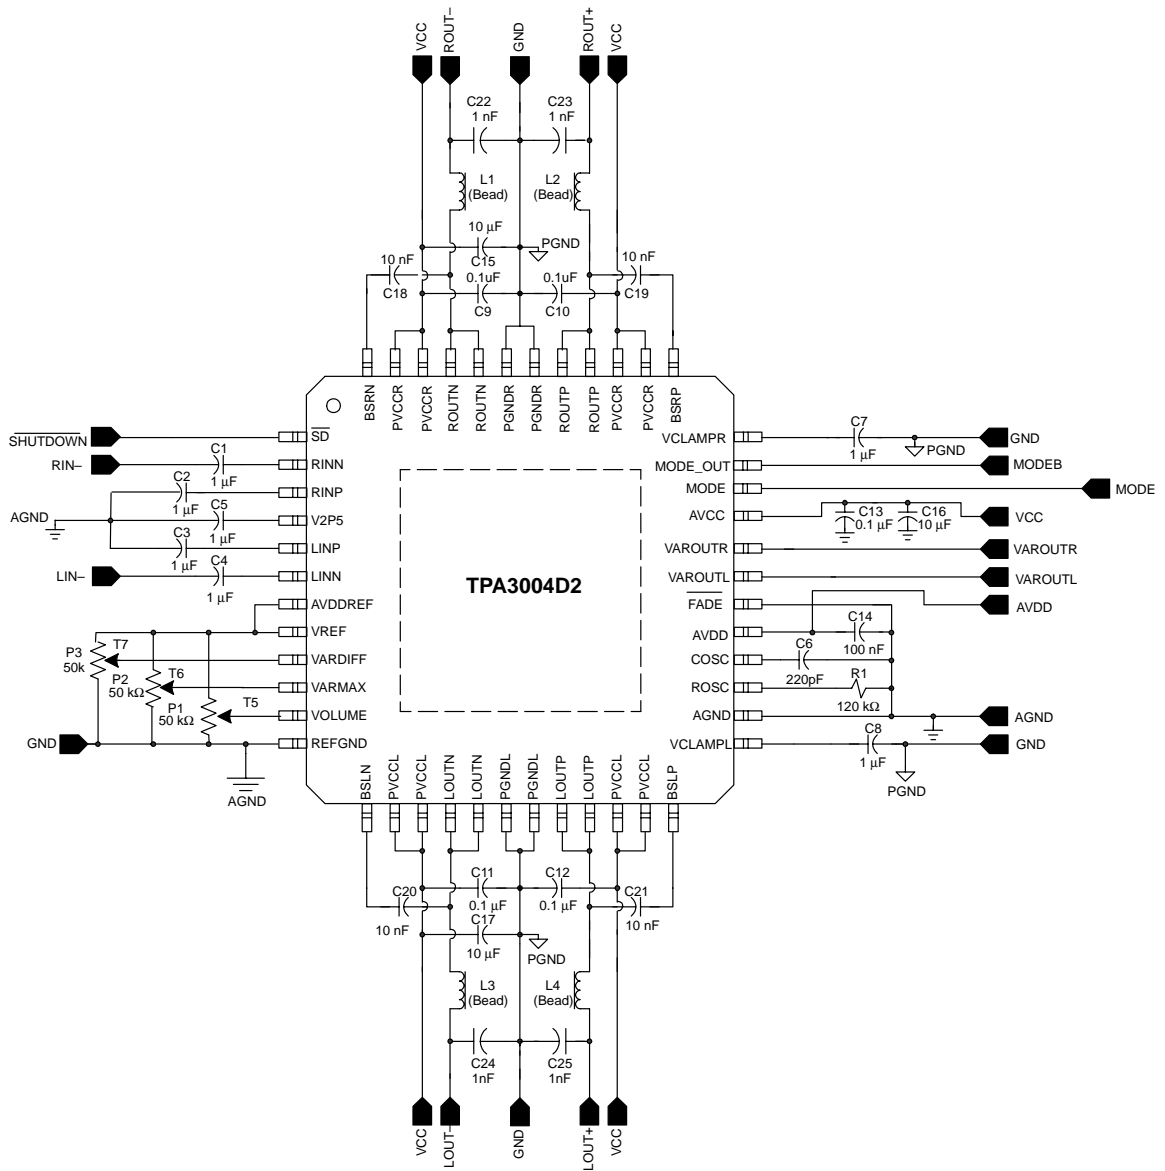 VCC
ROUT–
GND
ROUT+
VCC
C22
1 nF
C23
1 nF
L1
(Bead)
L2
(Bead)
10 µF
C15
PGND
10 nF
C18
0.1uF
C9
0.1uF
C10
10 nF
C19
BSRN
PVCCR
PVCCR
ROUTN
ROUTN
PGNDR
PGNDR
ROUTP
ROUTP
PVCCR
PVCCR
BSRP
SHUTDOWN
SD
RIN–
C1
1 µF
RINN
C2
1 µF
RINP
AGND
C5
1 µF
V2P5
C3
1 µF
LINP
LIN–
C4
1 µF
LINN
AVDDREF
VREF
P3
50k
T7
VARDIFF
P2
50 kΩ
T6
VARMAX
P1
50 kΩ
T5
VOLUME
GND
REFGND
AGND
TPA3004D2
VCLAMPR
C7
1 µF
PGND
GND
MODE_OUT
MODEB
MODE
MODE
AVCC
C13
0.1 µF
C16
10 µF
VCC
VAROUTR
VAROUTR
VAROUTL
VAROUTL
FADE
AVDD
AVDD
C14
100 nF
COSC
C6
220pF
ROSC
R1
120 kΩ
AGND
AGND
VCLAMPL
C8
1 µF
PGND
GND
BSLN
PVCCL
PVCCL
LOUTN
LOUTN
PGNDL
PGNDL
LOUTP
LOUTP
PVCCL
PVCCL
BSLP
C11
0.1 µF
C12
0.1 µF
C20
10 nF
C21
10 nF
C17
10 µF
PGND
L3
(Bead)
L4
(Bead)
C24
1nF
C25
1nF
VCC
LOUT–
GND
LOUT+
VCC